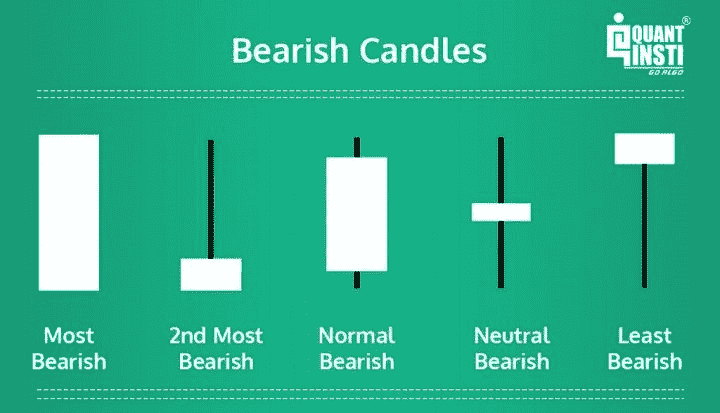 Bearish Candles
QUANT
INSTI
®
GO ALGO
Most
Bearish
2nd Most
Bearish
Normal
Bearish
Neutral
Bearish
Least
Bearish